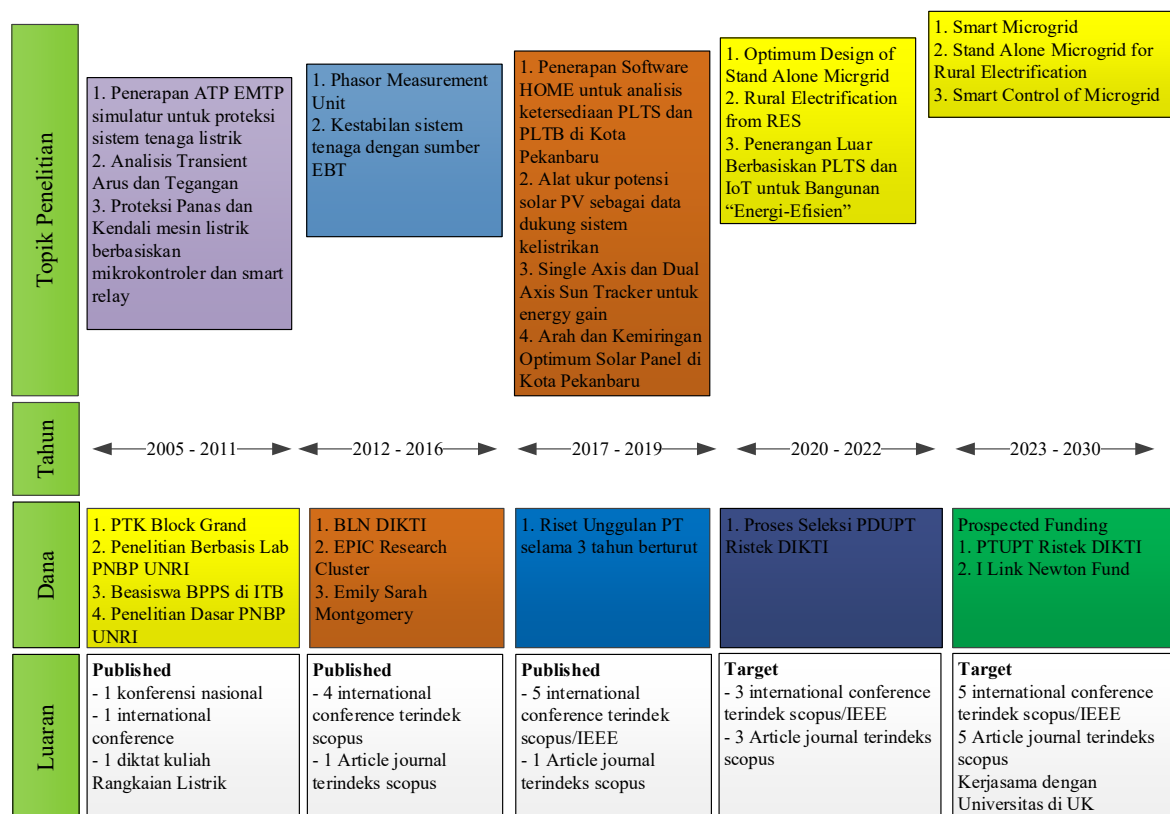 Topik Penelitian
1. Penerapan ATP EMTP
simulatur untuk proteksi
sistem tenaga listrik
2. Analisis Transient
Arus dan Tegangan
3. Proteksi Panas dan
Kendali mesin listrik
berbasiskan
mikrokontroler dan smart
relay
1. Phasor Measurement
Unit
2. Kestabilan sistem
tenaga dengan sumber
EBT
1. Penerapan Software
HOME untuk analisis
ketersediaan PLTS dan
PLTB di Kota
Pekanbaru
2. Alat ukur potensi
solar PV sebagai data
dukung sistem
kelistrikan
3. Single Axis dan Dual
Axis Sun Tracker untuk
energy gain
4. Arah dan Kemiringan
Optimum Solar Panel di
Kota Pekanbaru
1. Optimum Design of
Stand Alone Micrgrid
2. Rural Electrification
from RES
3. Penerangan Luar
Berbasiskan PLTS dan
IoT untuk Bangunan
“Energi-Efisien”
1. Smart Microgrid
2. Stand Alone Microgrid for
Rural Electrification
3. Smart Control of Microgrid
Tahun
2005 - 2011
2012 - 2016
2017 - 2019
2020 - 2022
2023 - 2030
Dana
1. PTK Block Grand
2. Penelitian Berbasis Lab
PNBP UNRI
3. Beasiswa BPPS di ITB
4. Penelitian Dasar PNBP
UNRI
1. BLN DIKTI
2. EPIC Research
Cluster
3. Emily Sarah
Montgomery
1. Riset Unggulan PT
selama 3 tahun berturut
1. Proses Seleksi PDUPT
Ristek DIKTI
Prospected Funding
1. PTUPT Ristek DIKTI
2. I Link Newton Fund
Luaran
Published
- 1 konferensi nasional
- 1 international
conference
- 1 diktat kuliah
Rangkaian Listrik
Published
- 4 international
conference terindek
scopus
- 1 Article journal
terindeks scopus
Published
- 5 international
conference terindek
scopus/IEEE
- 1 Article journal
terindeks scopus
Target
- 3 international conference
terindek scopus/IEEE
- 3 Article journal terindeks
scopus
Target
5 international conference
terindek scopus/IEEE
5 Article journal terindeks
scopus
Kerjasama dengan
Universitas di UK